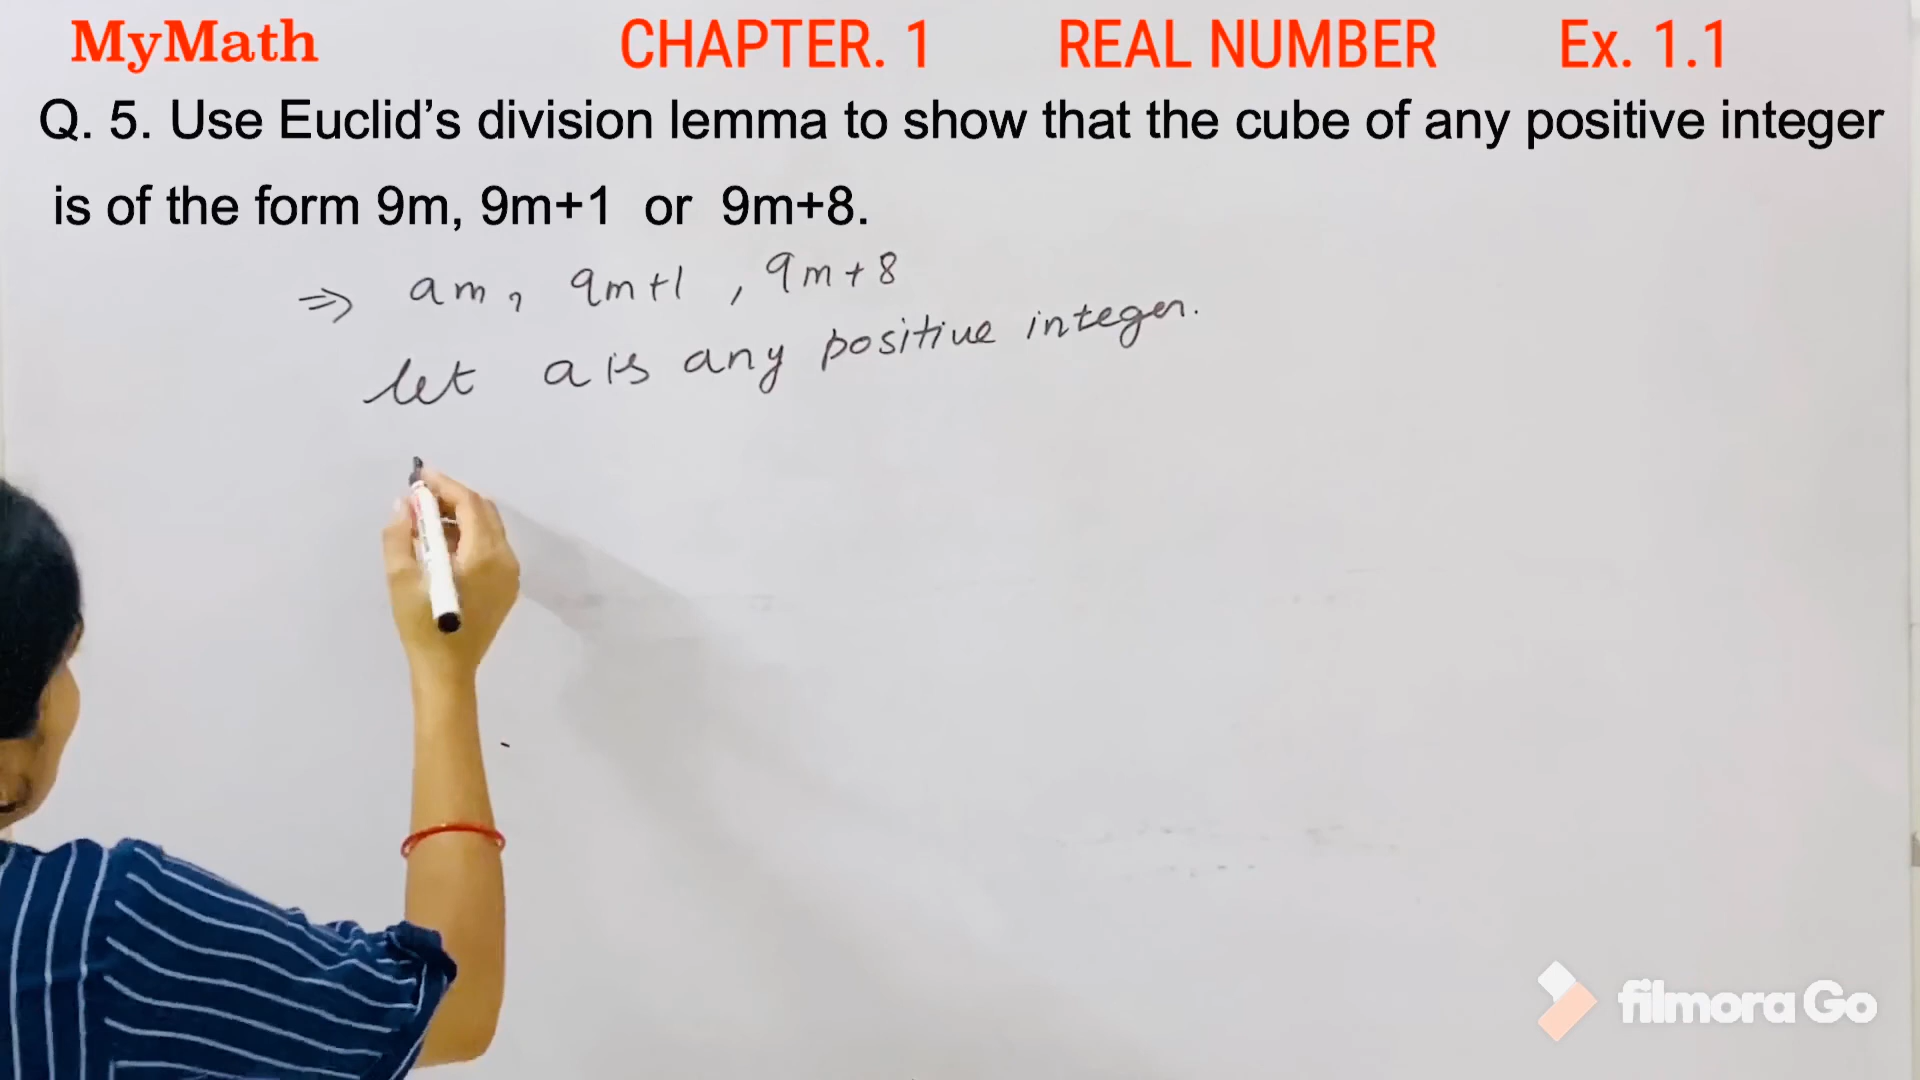 MyMath CHAPTER. 1 REAL NUMBER Ex. 1.1
Q. 5. Use Euclid’s division lemma to show that the cube of any positive integer
is of the form 9m, 9m+1 or 9m+8.
⇒ 9m, 9m+1, 9m+8
let a is any positive integer.
filmora Go